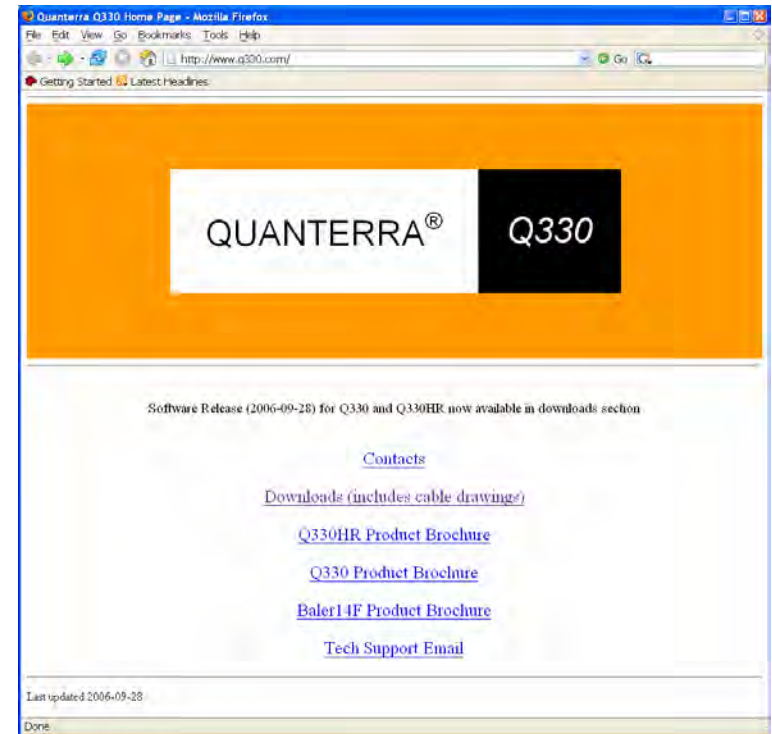 Quanterra Q330 Home Page - Mozilla Firefox
File Edit View Go Bookmarks Tools Help
http://www.q330.com/ Go
Getting Started Latest Headlines
QUANTERRA® Q330
Software Release (2006-09-28) for Q330 and Q330HR now available in downloads section
Contacts
Downloads (includes cable drawings)
Q330HR Product Brochure
Q330 Product Brochure
Baler14F Product Brochure
Tech Support Email
Last updated 2006-09-28
Done